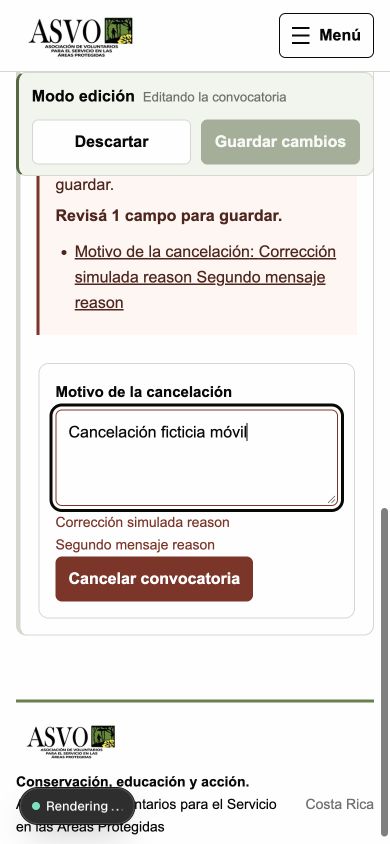 ASVO
ASOCIACIÓN DE VOLUNTARIOS
PARA EL SERVICIO EN LAS
ÁREAS PROTEGIDAS
Menú
Modo edición Editando la convocatoria
Descartar
Guardar cambios
guardar.
Revisá 1 campo para guardar.
• Motivo de la cancelación: Corrección
simulada reason Segundo mensaje
reason
Motivo de la cancelación
Cancelación ficticia móvil
Corrección simulada reason
Segundo mensaje reason
Cancelar convocatoria
ASVO
ASOCIACIÓN DE VOLUNTARIOS
PARA EL SERVICIO EN LAS
ÁREAS PROTEGIDAS
Conservación, educación y acción.
Rendering ...
ntarios para el Servicio
en las Áreas Protegidas
Costa Rica